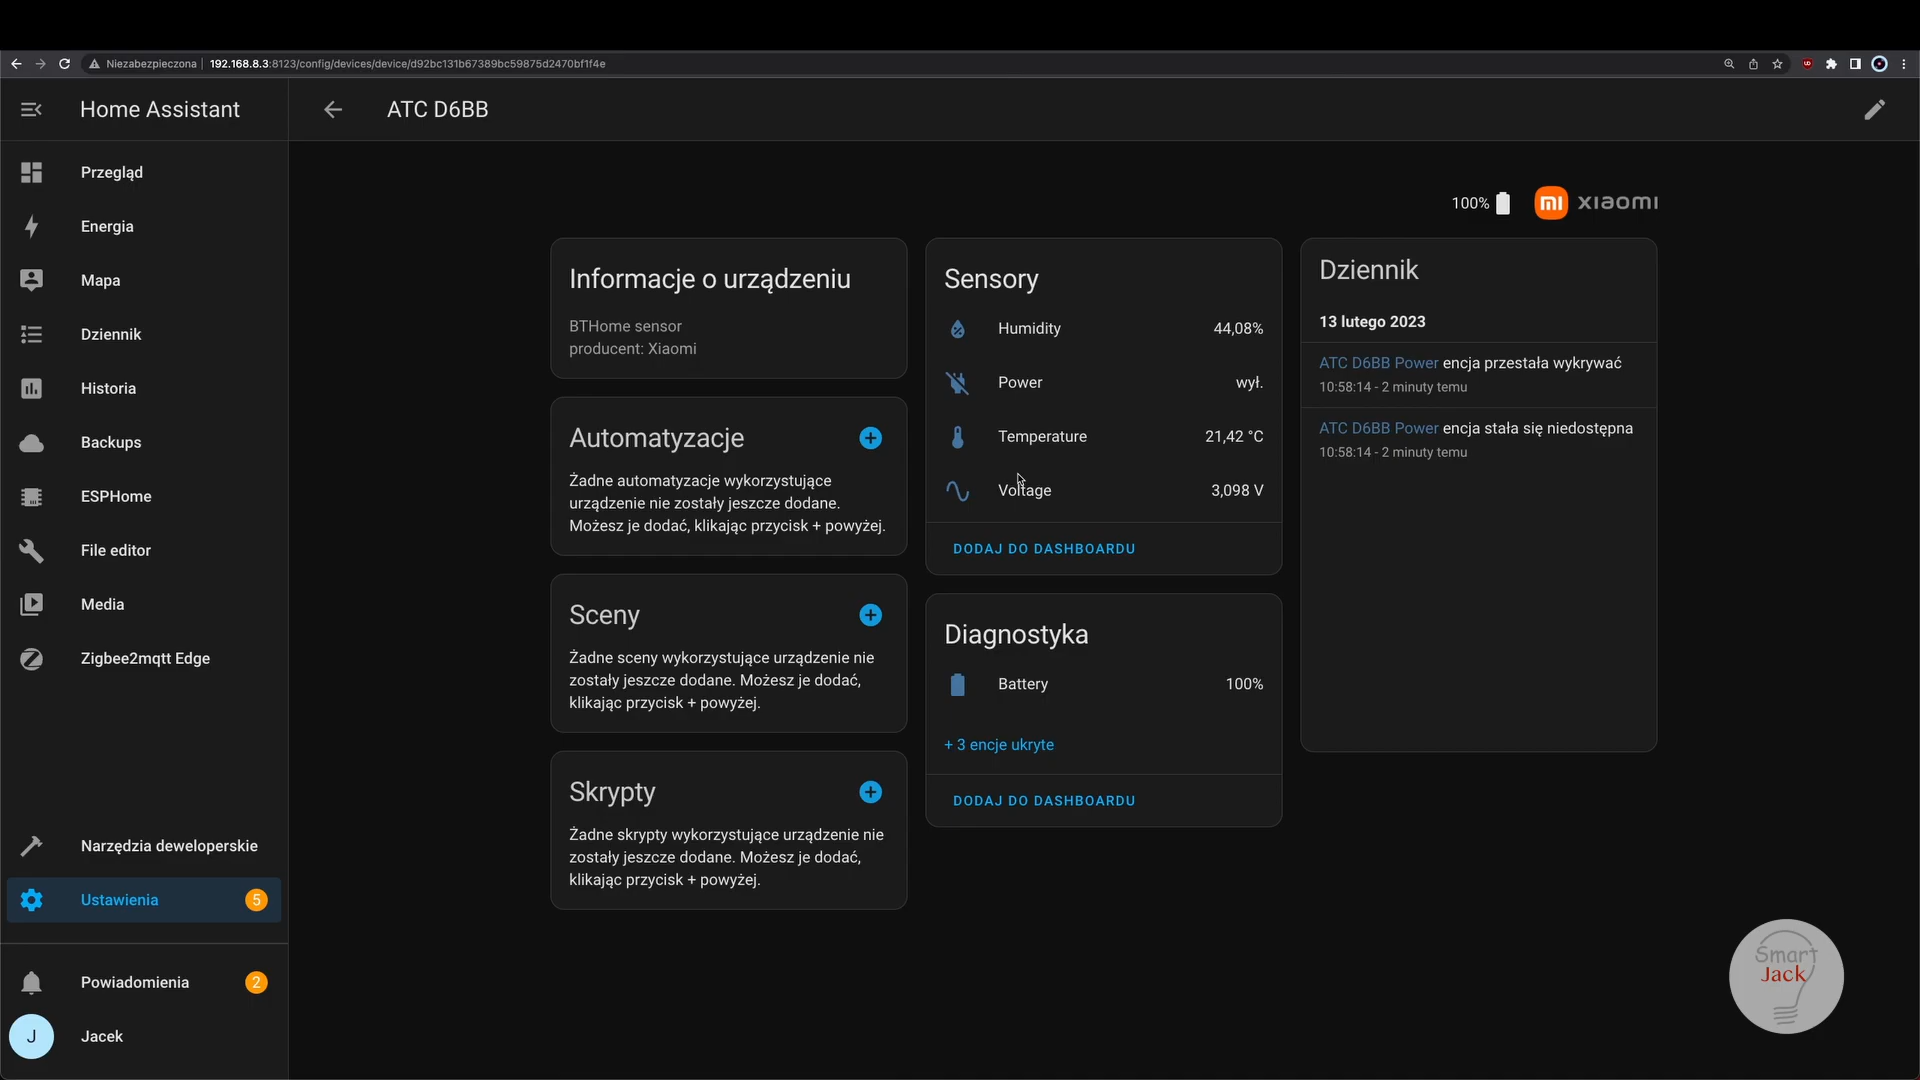 Niezabezpieczona
192.168.8.3:8123/config/devices/device/d92bc131b67389bc59875d2470bf1f4e
Home Assistant
ATC D6BB
Przegląd
Energia
Mapa
Dziennik
Historia
Backups
ESPHome
File editor
Media
Zigbee2mqtt Edge
Narzędzia deweloperskie
Ustawienia
5
Powiadomienia
2
J
Jacek
100%
mi xiaomi
Informacje o urządzeniu
BTHome sensor
producent: Xiaomi
Automatyzacje
Żadne automatyzacje wykorzystujące
urządzenie nie zostały jeszcze dodane.
Możesz je dodać, klikając przycisk + powyżej.
Sceny
Żadne sceny wykorzystujące urządzenie nie
zostały jeszcze dodane. Możesz je dodać,
klikając przycisk + powyżej.
Skrypty
Żadne skrypty wykorzystujące urządzenie nie
zostały jeszcze dodane. Możesz je dodać,
klikając przycisk + powyżej.
Sensory
Humidity 44,08%
Power wył.
Temperature 21,42 °C
Voltage 3,098 V
DODAJ DO DASHBOARDU
Diagnostyka
Battery 100%
+ 3 encje ukryte
DODAJ DO DASHBOARDU
Dziennik
13 lutego 2023
ATC D6BB Power encja przestała wykrywać
10:58:14 - 2 minuty temu
ATC D6BB Power encja stała się niedostępna
10:58:14 - 2 minuty temu
Smart
Jack